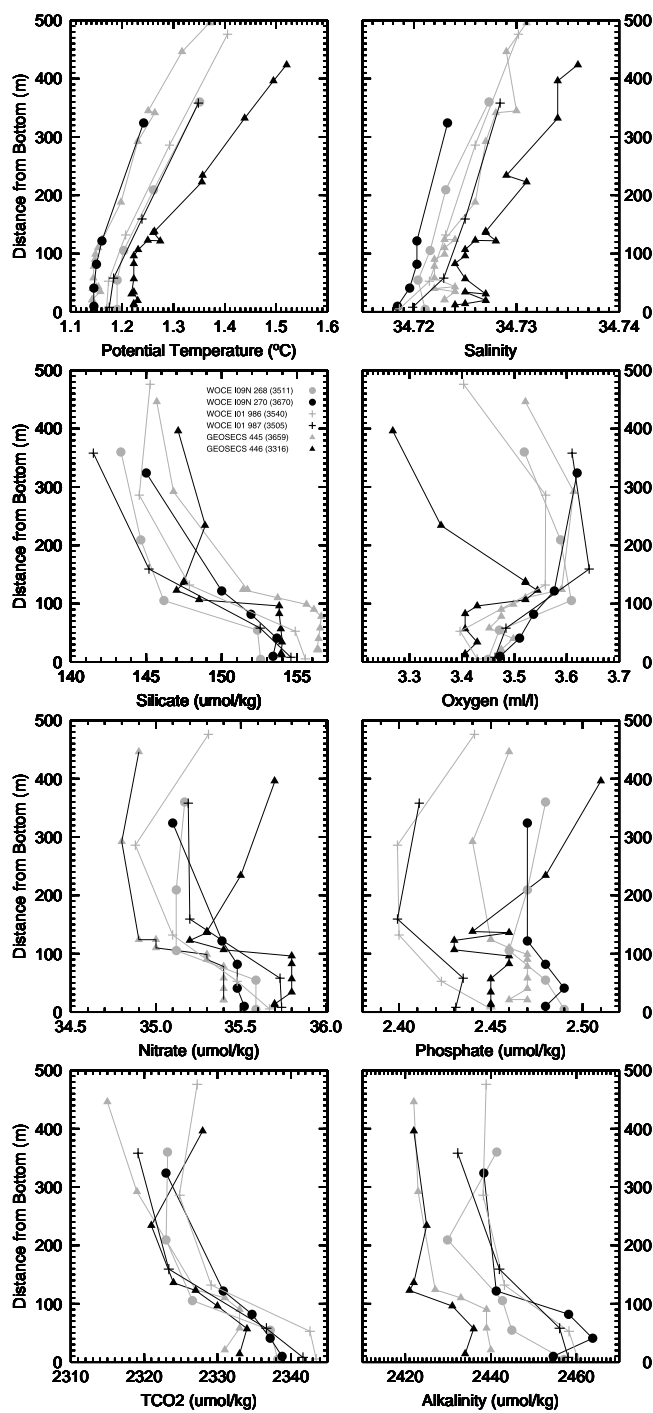 500
400
300
200
100
0
Distance from Bottom (m)
1.1 1.2 1.3 1.4 1.5 1.6
Potential Temperature (ºC)
34.72 34.73 34.74
Salinity
500
400
300
200
100
0
500
400
300
200
100
0
Distance from Bottom (m)
WOCE I09N 268 (3511)
WOCE I09N 270 (3670)
WOCE I01 986 (3540)
WOCE I01 987 (3505)
GEOSECS 445 (3659)
GEOSECS 446 (3316)
140 145 150 155
Silicate (umol/kg)
3.3 3.4 3.5 3.6 3.7
Oxygen (ml/l)
500
400
300
200
100
0
500
400
300
200
100
0
Distance from Bottom (m)
34.5 35.0 35.5 36.0
Nitrate (umol/kg)
2.40 2.45 2.50
Phosphate (umol/kg)
500
400
300
200
100
0
500
400
300
200
100
0
Distance from Bottom (m)
2310 2320 2330 2340
TCO2 (umol/kg)
2420 2440 2460
Alkalinity (umol/kg)
500
400
300
200
100
0